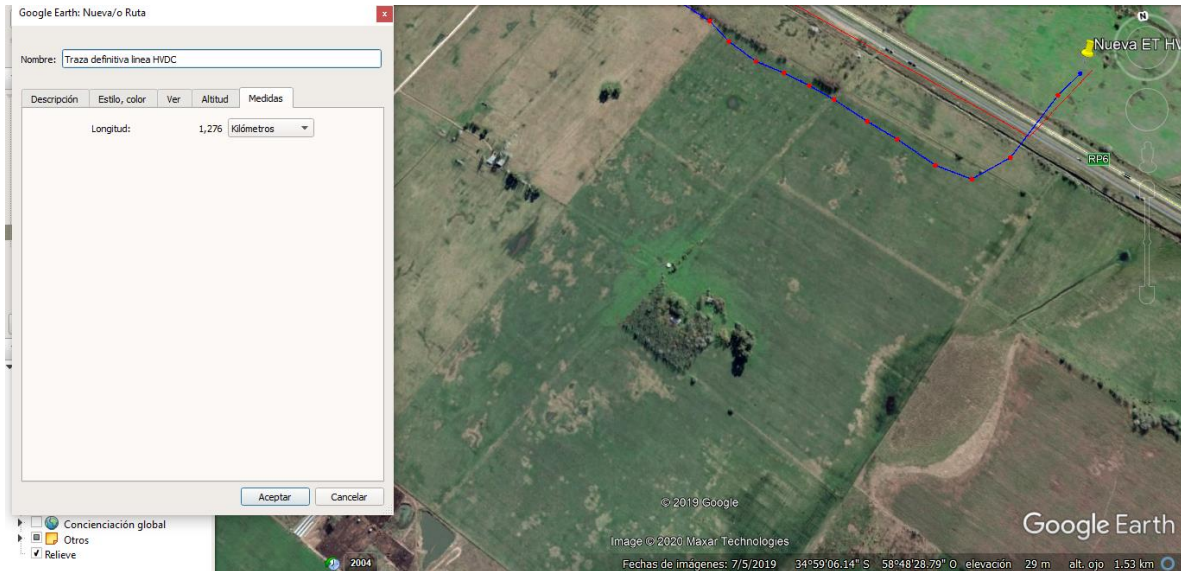 Google Earth: Nueva/o Ruta
x
Nombre: Traza definitiva linea HVDC
Descripción Estilo, color Ver Altitud Medidas
Longitud: 1,276 Kilómetros
Aceptar Cancelar
Concienciación global
Otros
Relieve
N
Nueva ET HV
RP6
© 2019 Google
Image © 2020 Maxar Technologies
Google Earth
2004
Fechas de imágenes: 7/5/2019 34°59'06.14" S 58°48'28.79" O elevación 29 m alt. ojo 1.53 km